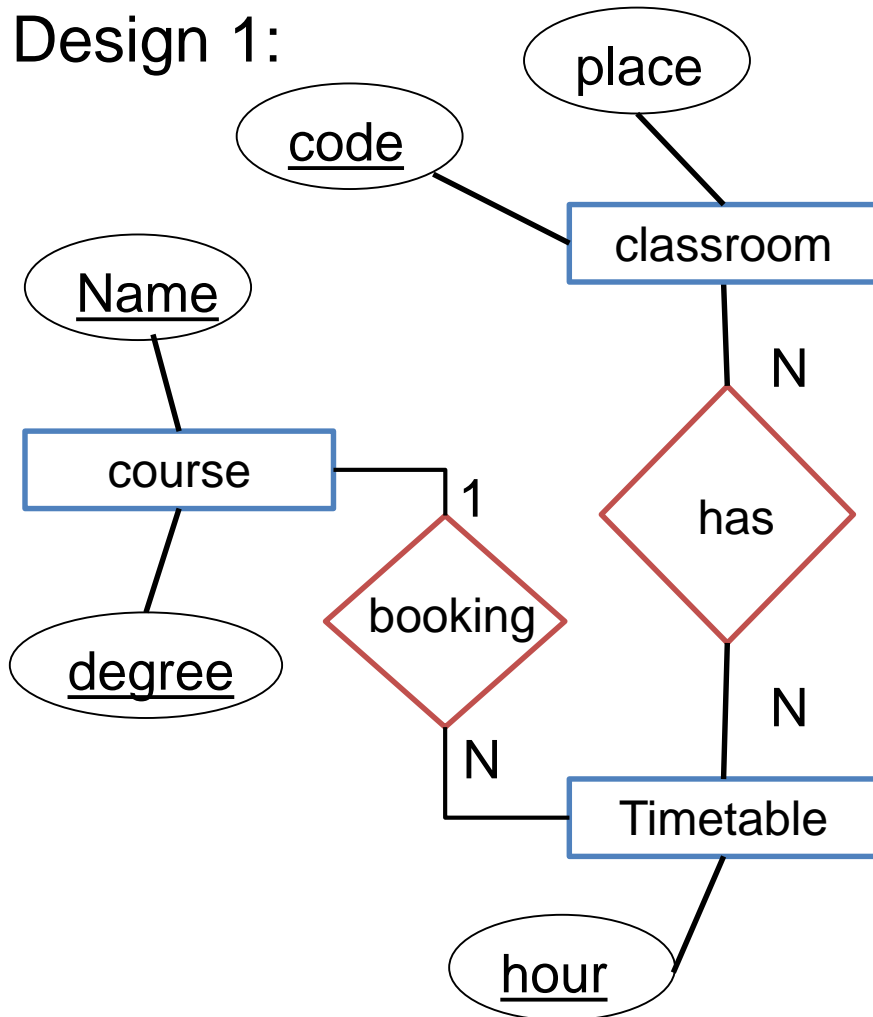 Design 1:
place
code
classroom
Name
N
course
1
has
booking
degree
N
N
Timetable
hour